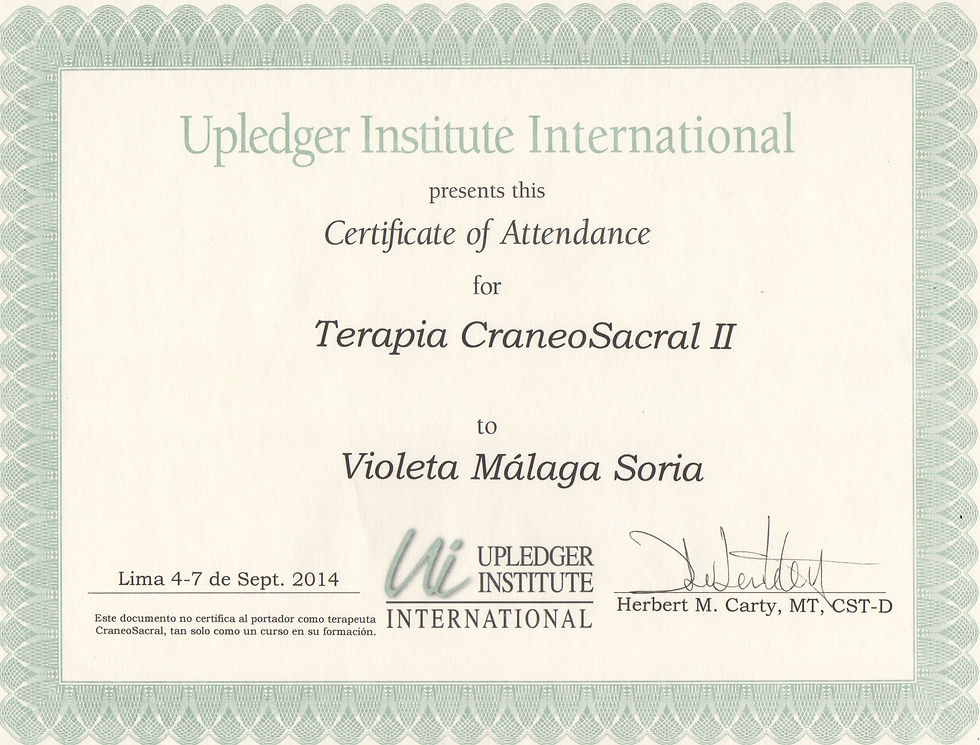 Upledger Institute International
presents this
Certificate of Attendance
for
Terapia CraneoSacral II
to
Violeta Málaga Soria
Lima 4-7 de Sept. 2014
Este documento no certifica al portador como terapeuta
CraneoSacral, tan solo como un curso en su formación.
Ui UPLEDGER
INSTITUTE
INTERNATIONAL
Herbert M. Carty, MT, CST-D